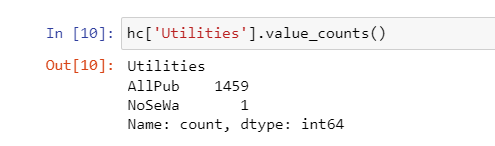 In [10]: hc['Utilities'].value_counts()
Out[10]: Utilities
AllPub    1459
NoSeWa       1
Name: count, dtype: int64